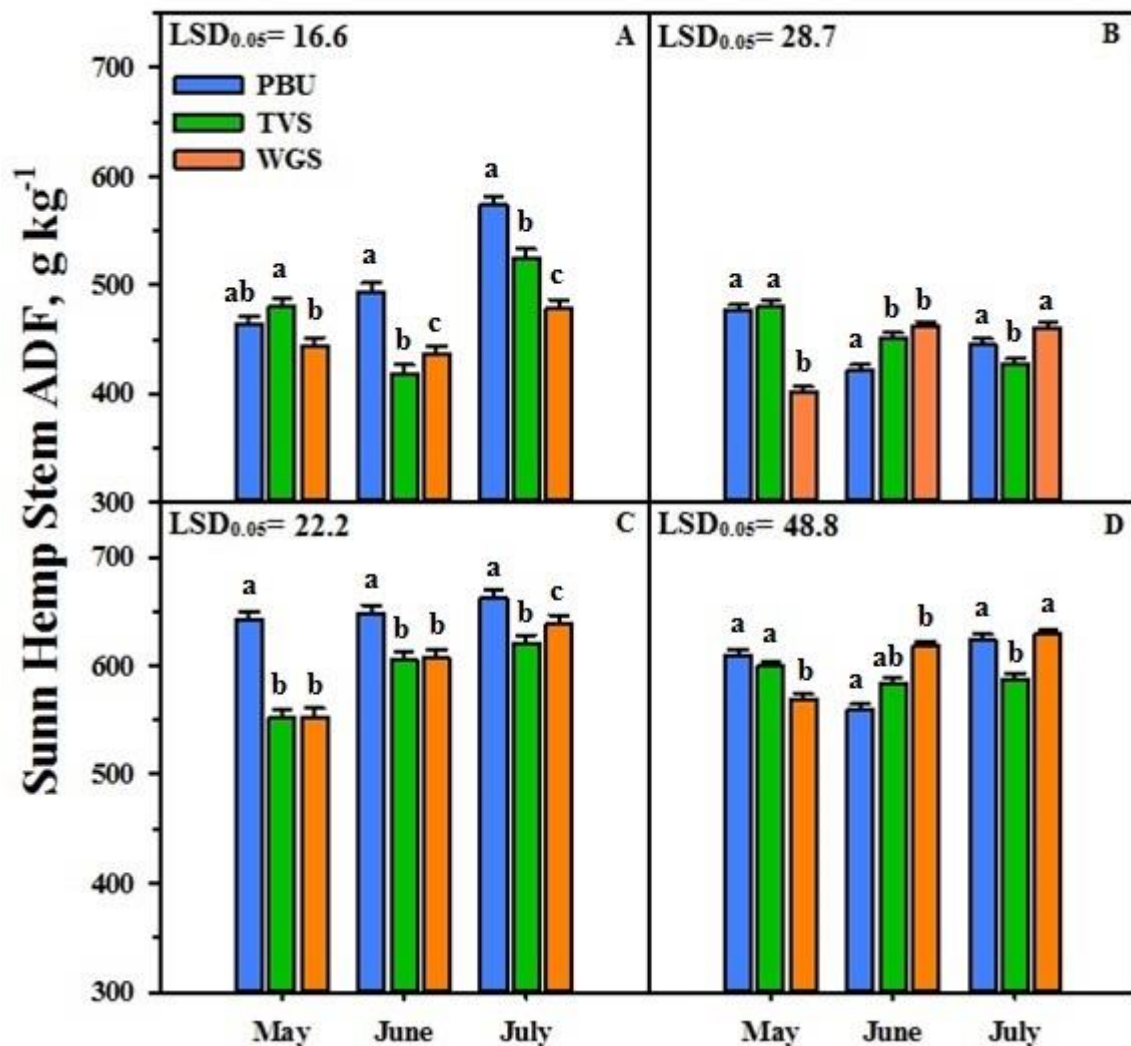 Sunn Hemp Stem ADF, g kg-1
LSD0.05= 16.6 A
PBU
TVS
WGS
700
600
500
400
300
ab a b
a b c
a b c
LSD0.05= 28.7 B
a a b
a b b
a b a
LSD0.05= 22.2 C
700
600
500
400
300
a b b
a b b
a b c
LSD0.05= 48.8 D
a a b
a ab b
a b a
May June July
May June July